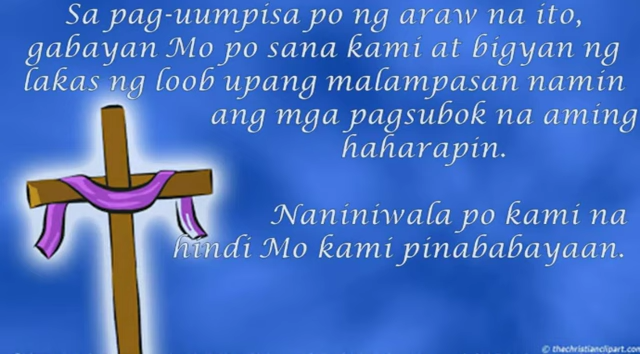 Sa pag-uumpisa po ng araw na ito,
gabayan Mo po sana kami at bigyan ng
lakas ng loob upang malampasan namin
ang mga pagsubok na aming
haharapin.
Naniniwala po kami na
hindi Mo kami pinababayaan.
© thechristianclipart.com